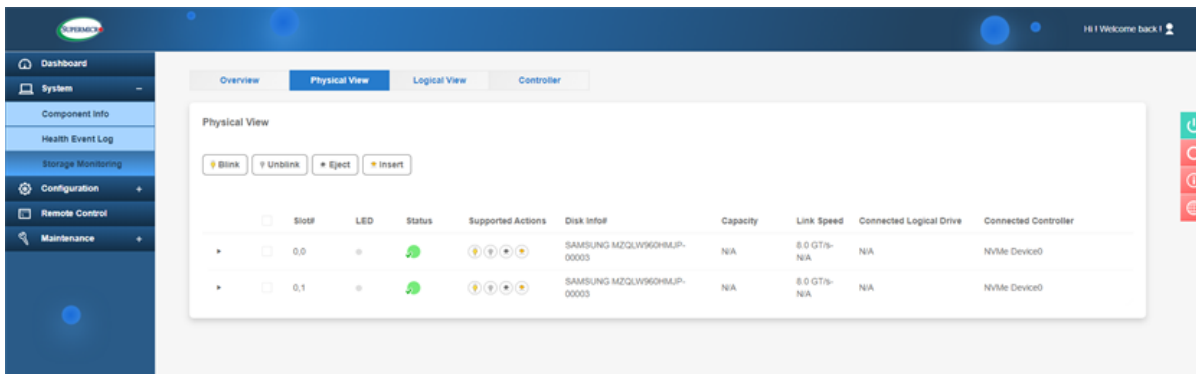 SUPERMICR
Hi ! Welcome back !
Dashboard
System −
Component Info
Health Event Log
Storage Monitoring
Configuration +
Remote Control
Maintenance +
Overview Physical View Logical View Controller
Physical View
Blink Unblink Eject Insert
Slot# LED Status Supported Actions Disk Info# Capacity Link Speed Connected Logical Drive Connected Controller
0,0 SAMSUNG MZQLW960HMJP- N/A 8.0 GT/s- N/A NVMe Device0
00003 N/A
0,1 SAMSUNG MZQLW960HMJP- N/A 8.0 GT/s- N/A NVMe Device0
00003 N/A